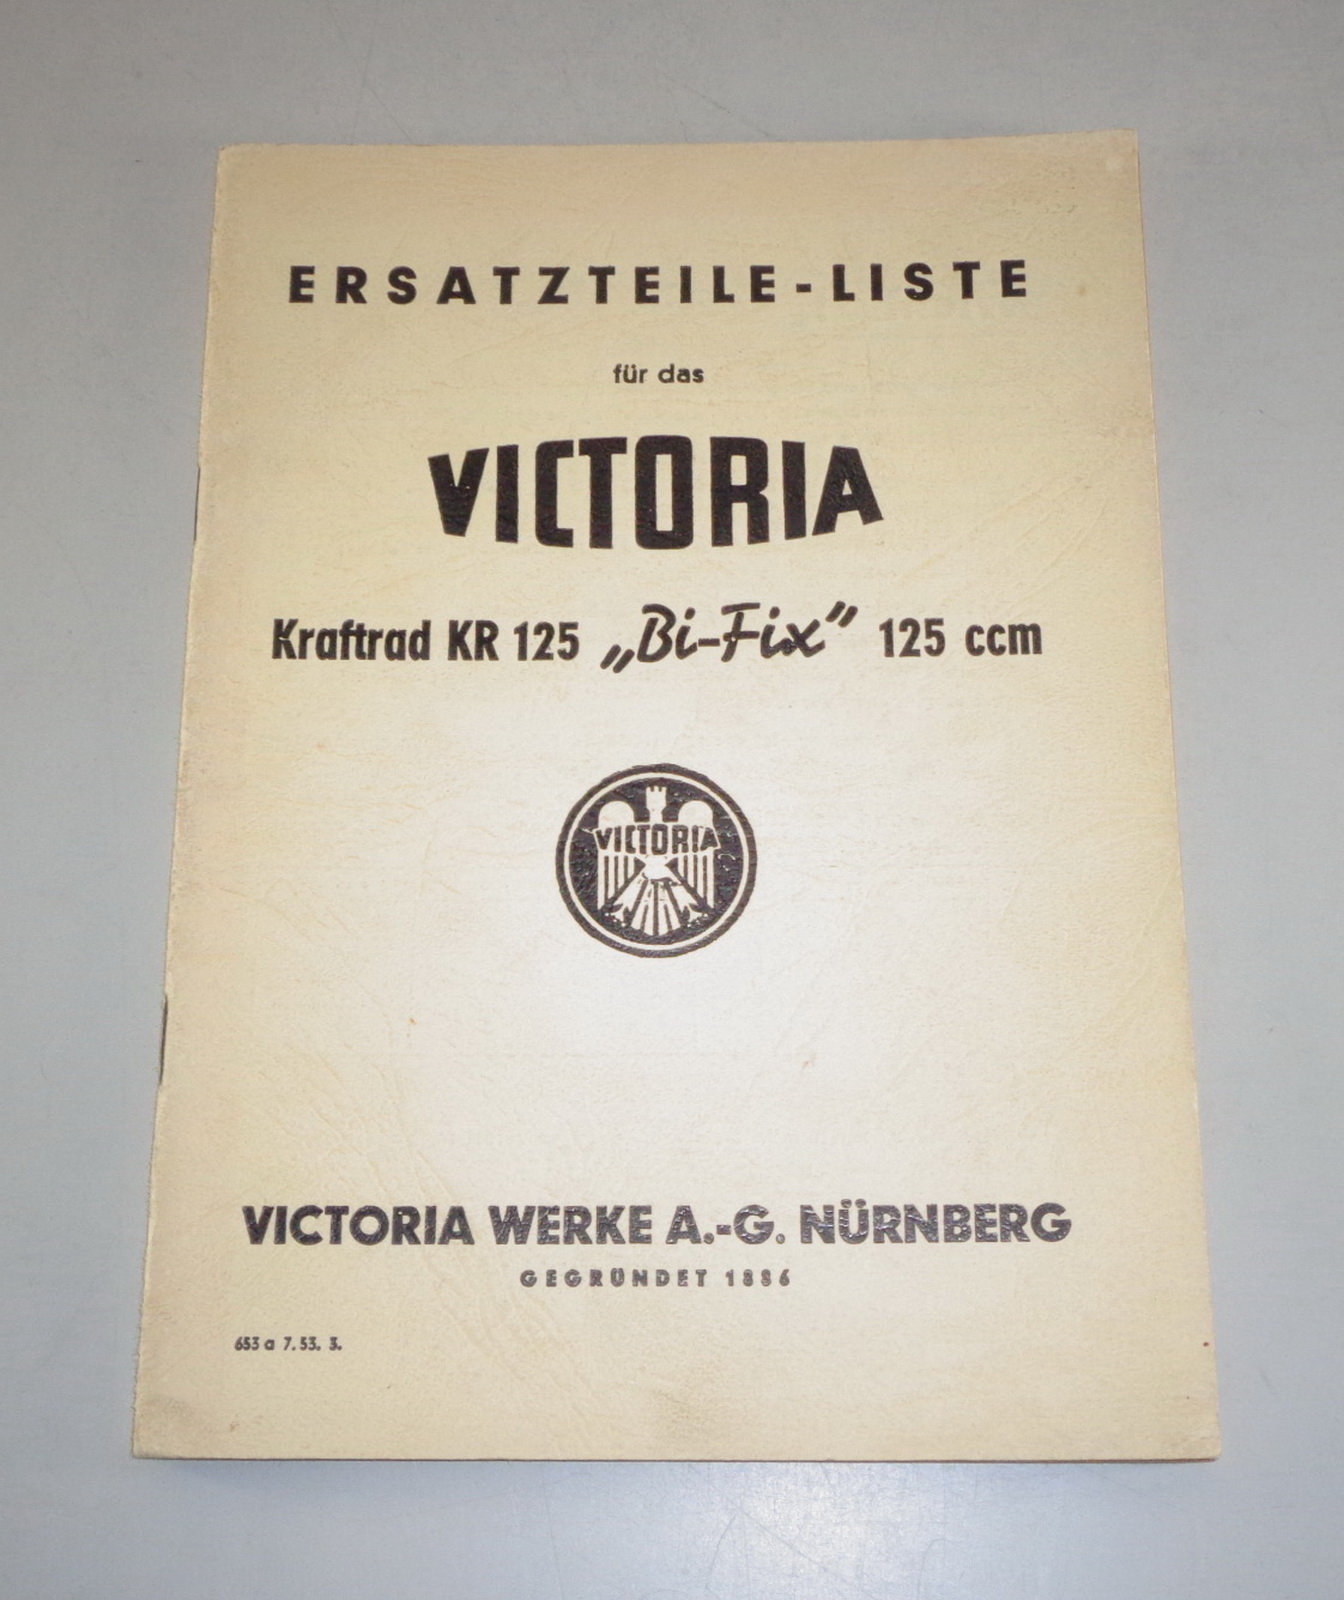 ERSATZTEILE-LISTE
für das
VICTORIA
Kraftrad KR 125 „Bi-Fix” 125 ccm
VICTORIA
VICTORIA WERKE A.-G. NÜRNBERG
GEGRÜNDET 1886
653 a 7.53. 3.